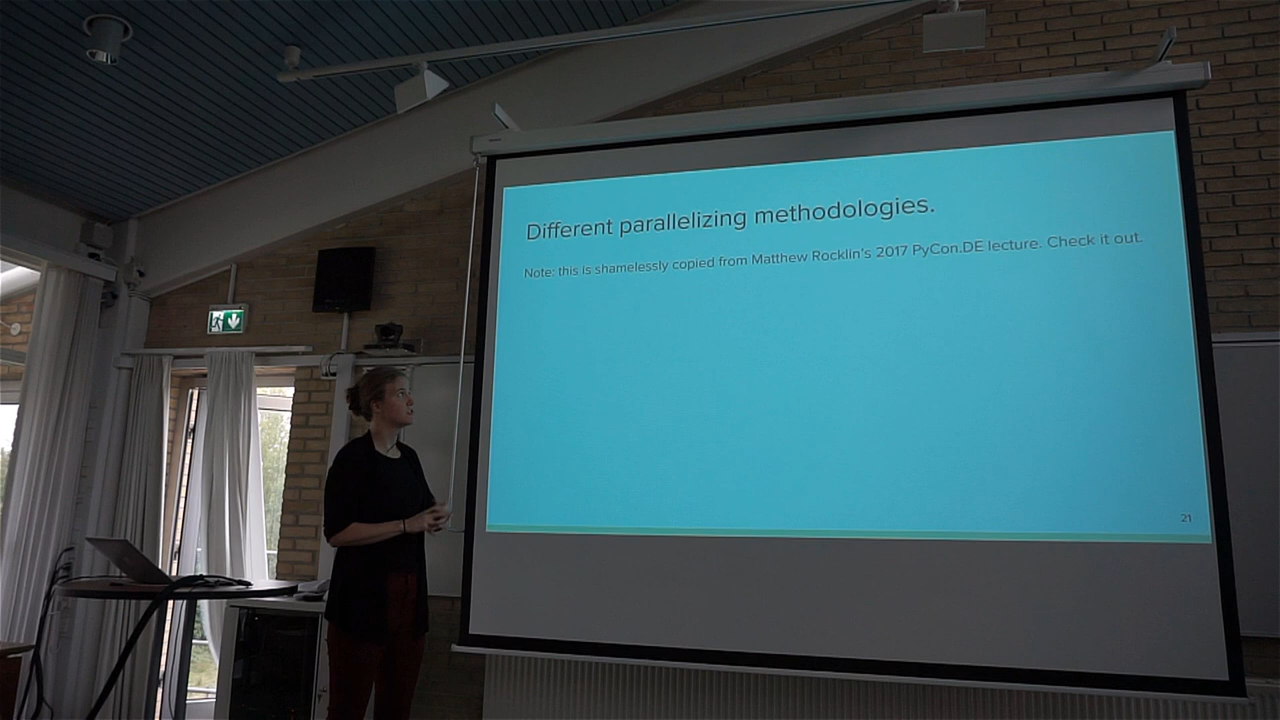 Different parallelizing methodologies.
Note: this is shamelessly copied from Matthew Rocklin's 2017 PyCon.DE lecture. Check it out.
21